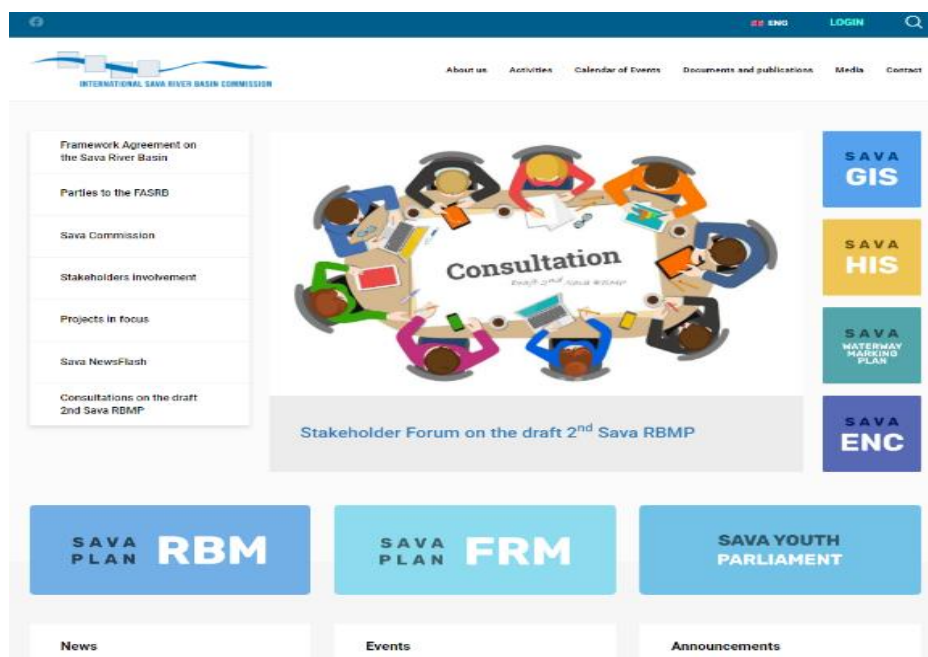 ENG LOGIN
INTERNATIONAL SAVA RIVER BASIN COMMISSION
About us Activities Calendar of Events Documents and publications Media Contact
Framework Agreement on
the Sava River Basin
Parties to the FASRB
Sava Commission
Stakeholders involvement
Projects in focus
Sava NewsFlash
Consultations on the draft
2nd Sava RBMP
Consultation
Draft 2nd Sava RBMP
Stakeholder Forum on the draft 2nd Sava RBMP
SAVA
GIS
SAVA
HIS
SAVA
WATERWAY
MARKING
PLAN
SAVA
ENC
SAVA
PLAN RBM
SAVA
PLAN FRM
SAVA YOUTH
PARLIAMENT
News
Events
Announcements